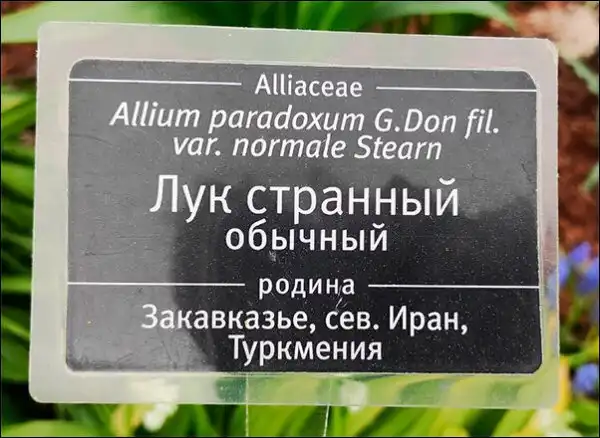 Alliaceae
Allium paradoxum G.Don fil.
var. normale Stearn
Лук странный
обычный
родина
Закавказье, сев. Иран,
Туркмения